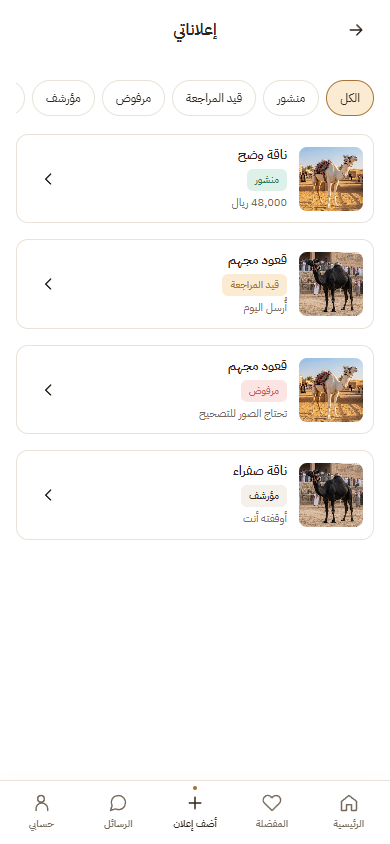 إعلاناتي
الكل
منشور
قيد المراجعة
مرفوض
مؤرشف
ناقة وضح
منشور
48,000 ريال
قعود مجهم
قيد المراجعة
أُرسل اليوم
قعود مجهم
مرفوض
تحتاج الصور للتصحيح
ناقة صفراء
مؤرشف
أوقفته أنت
الرئيسية
المفضلة
أضف إعلان
الرسائل
حسابي